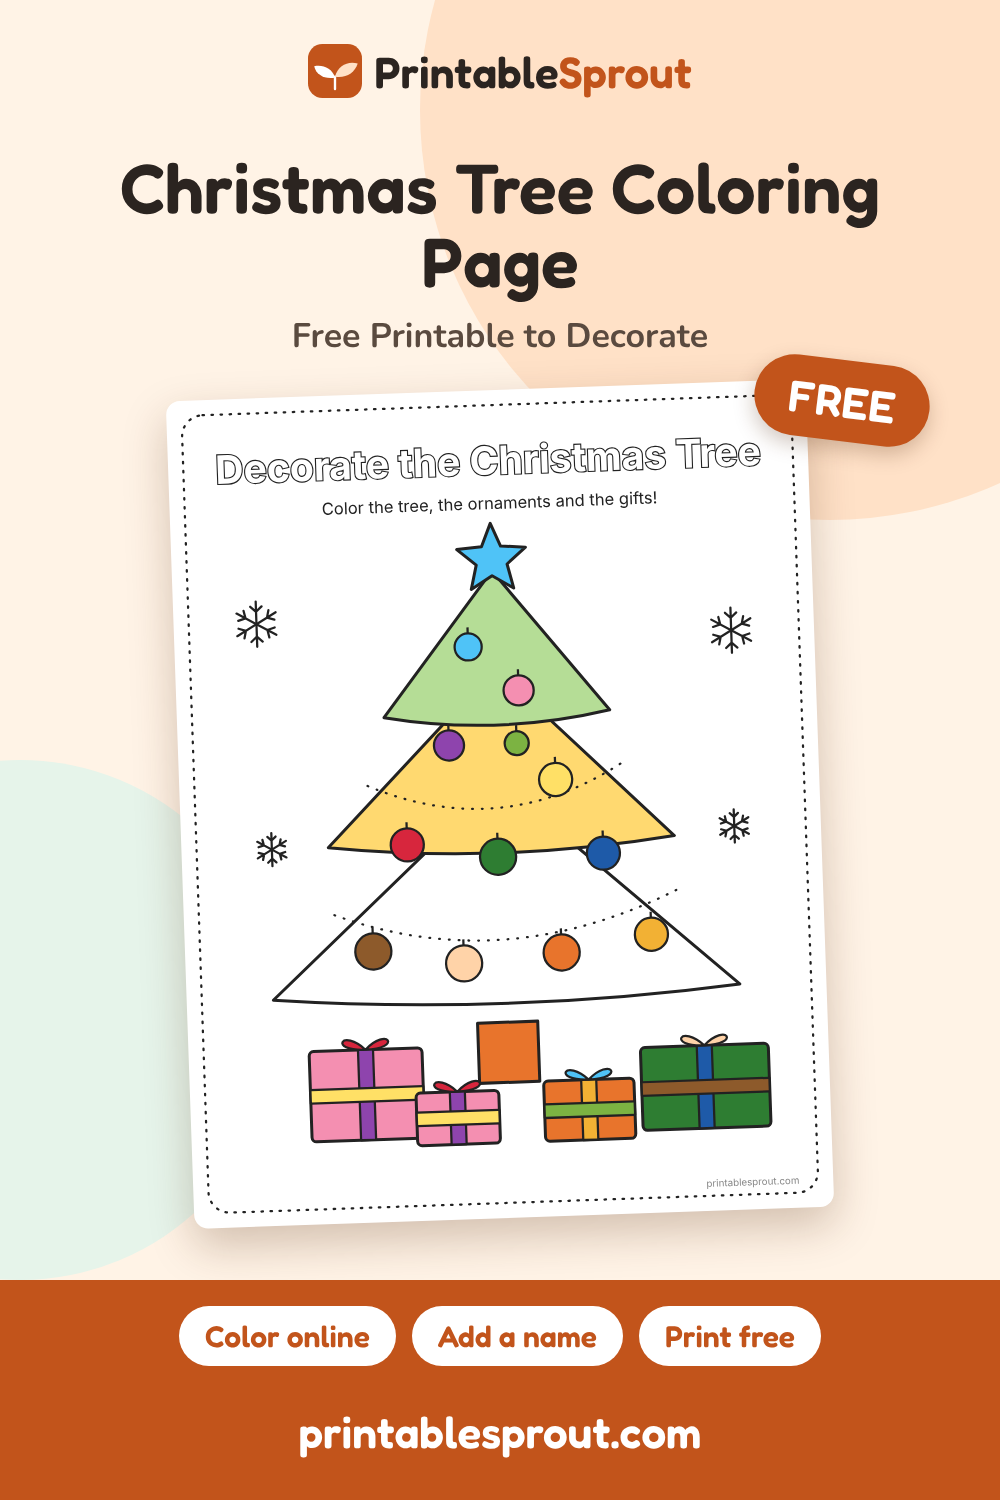 PrintableSprout
Christmas Tree Coloring
Page
Free Printable to Decorate
FREE
Decorate the Christmas Tree
Color the tree, the ornaments and the gifts!
printablesprout.com
Color online
Add a name
Print free
printablesprout.com